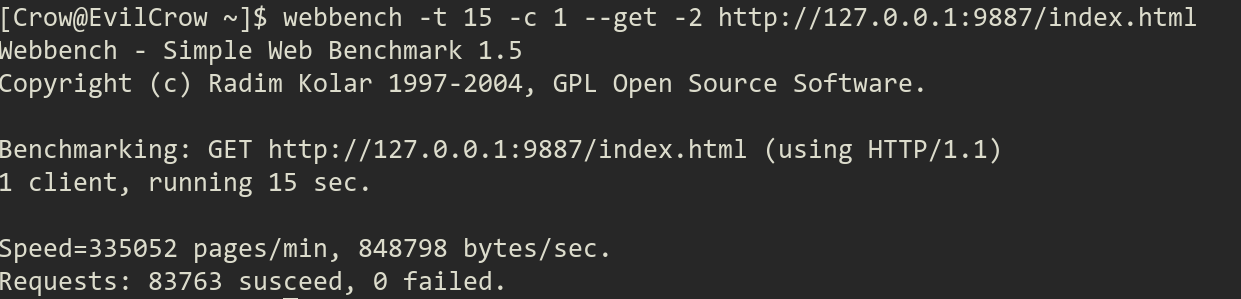 [Crow@EvilCrow ~]$ webbench -t 15 -c 1 --get -2 http://127.0.0.1:9887/index.html
Webbench - Simple Web Benchmark 1.5
Copyright (c) Radim Kolar 1997-2004, GPL Open Source Software.
Benchmarking: GET http://127.0.0.1:9887/index.html (using HTTP/1.1)
1 client, running 15 sec.
Speed=335052 pages/min, 848798 bytes/sec.
Requests: 83763 susceed, 0 failed.